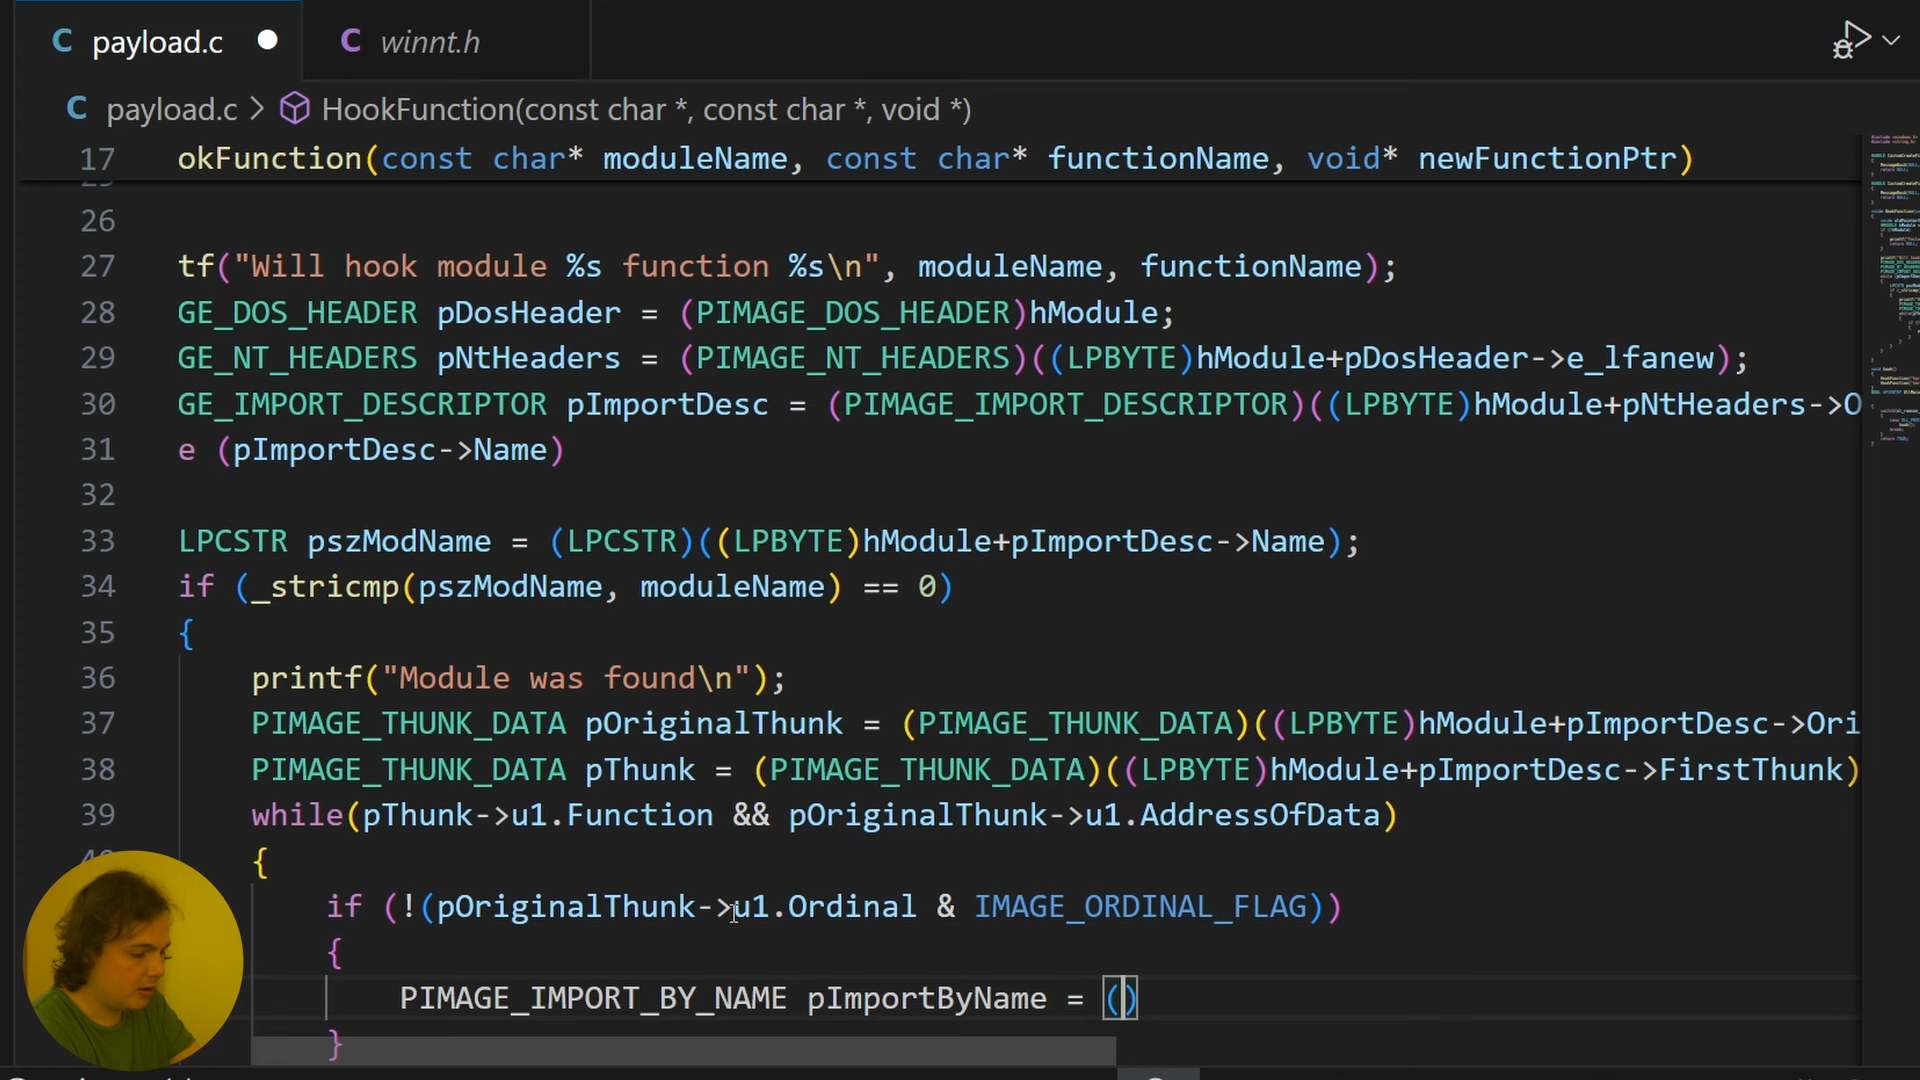 payload.c
winnt.h
payload.c > HookFunction(const char *, const char *, void *)
17 okFunction(const char* moduleName, const char* functionName, void* newFunctionPtr)
26
27 tf("Will hook module %s function %s\n", moduleName, functionName);
28 GE_DOS_HEADER pDosHeader = (PIMAGE_DOS_HEADER)hModule;
29 GE_NT_HEADERS pNtHeaders = (PIMAGE_NT_HEADERS)((LPBYTE)hModule+pDosHeader->e_lfanew);
30 GE_IMPORT_DESCRIPTOR pImportDesc = (PIMAGE_IMPORT_DESCRIPTOR)((LPBYTE)hModule+pNtHeaders->O
31 e (pImportDesc->Name)
32
33 LPCSTR pszModName = (LPCSTR)((LPBYTE)hModule+pImportDesc->Name);
34 if (_stricmp(pszModName, moduleName) == 0)
35 {
36 printf("Module was found\n");
37 PIMAGE_THUNK_DATA pOriginalThunk = (PIMAGE_THUNK_DATA)((LPBYTE)hModule+pImportDesc->Ori
38 PIMAGE_THUNK_DATA pThunk = (PIMAGE_THUNK_DATA)((LPBYTE)hModule+pImportDesc->FirstThunk)
39 while(pThunk->u1.Function && pOriginalThunk->u1.AddressOfData)
{
if (!(pOriginalThunk->u1.Ordinal & IMAGE_ORDINAL_FLAG))
{
PIMAGE_IMPORT_BY_NAME pImportByName = ()
}